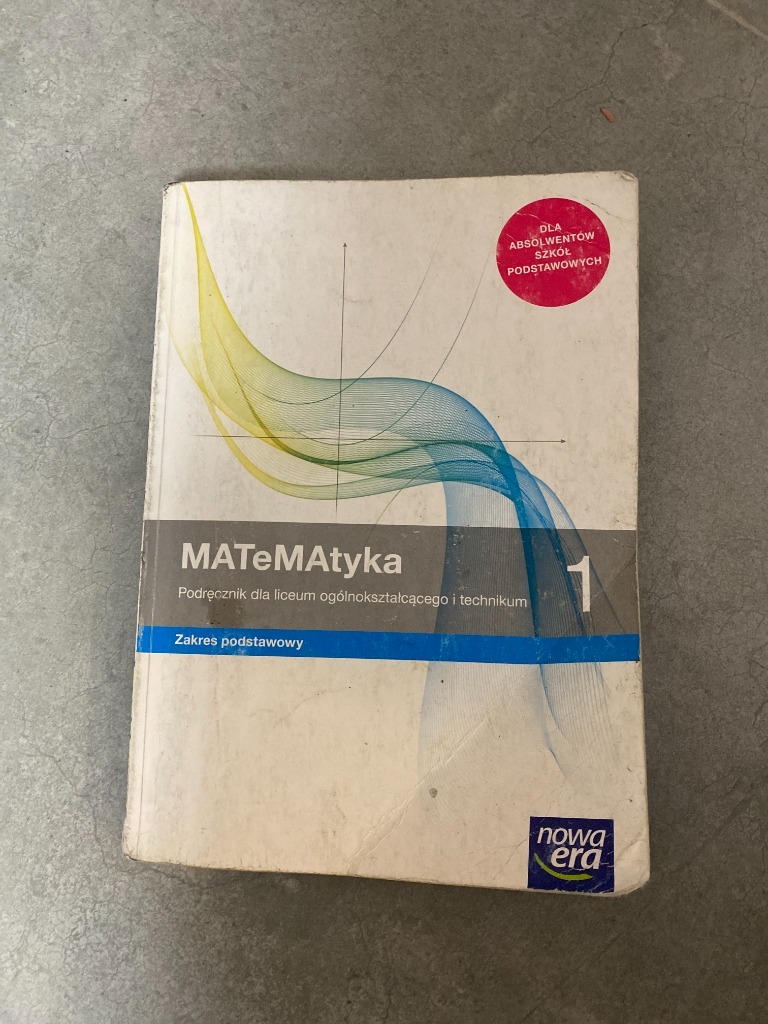 DLA
ABSOLWENTÓW
SZKÓŁ
PODSTAWOWYCH
MATeMAtyka
1
Podręcznik dla liceum ogólnokształcącego i technikum
Zakres podstawowy
nowa
era